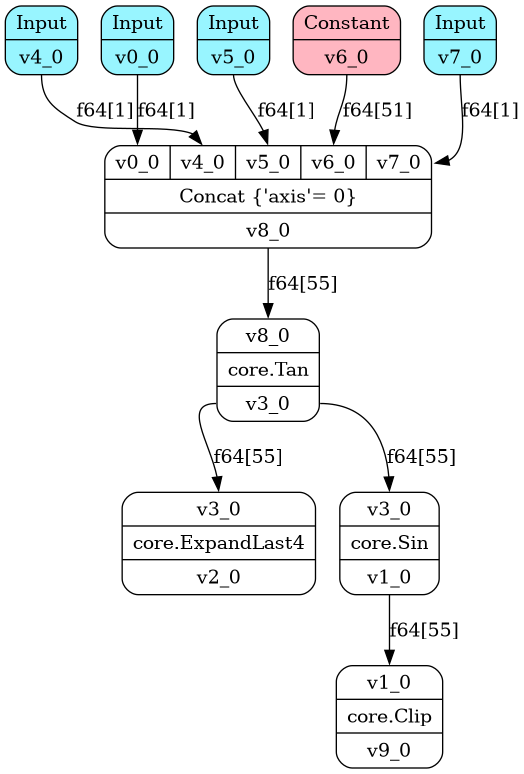 Input
v4_0
Input
v0_0
Input
v5_0
Constant
v6_0
Input
v7_0
f64[1]
f64[1]
f64[1]
f64[51]
f64[1]
v0_0
v4_0
v5_0
v6_0
v7_0
Concat {'axis'= 0}
v8_0
f64[55]
v8_0
core.Tan
v3_0
f64[55]
f64[55]
v3_0
core.ExpandLast4
v2_0
v3_0
core.Sin
v1_0
f64[55]
v1_0
core.Clip
v9_0